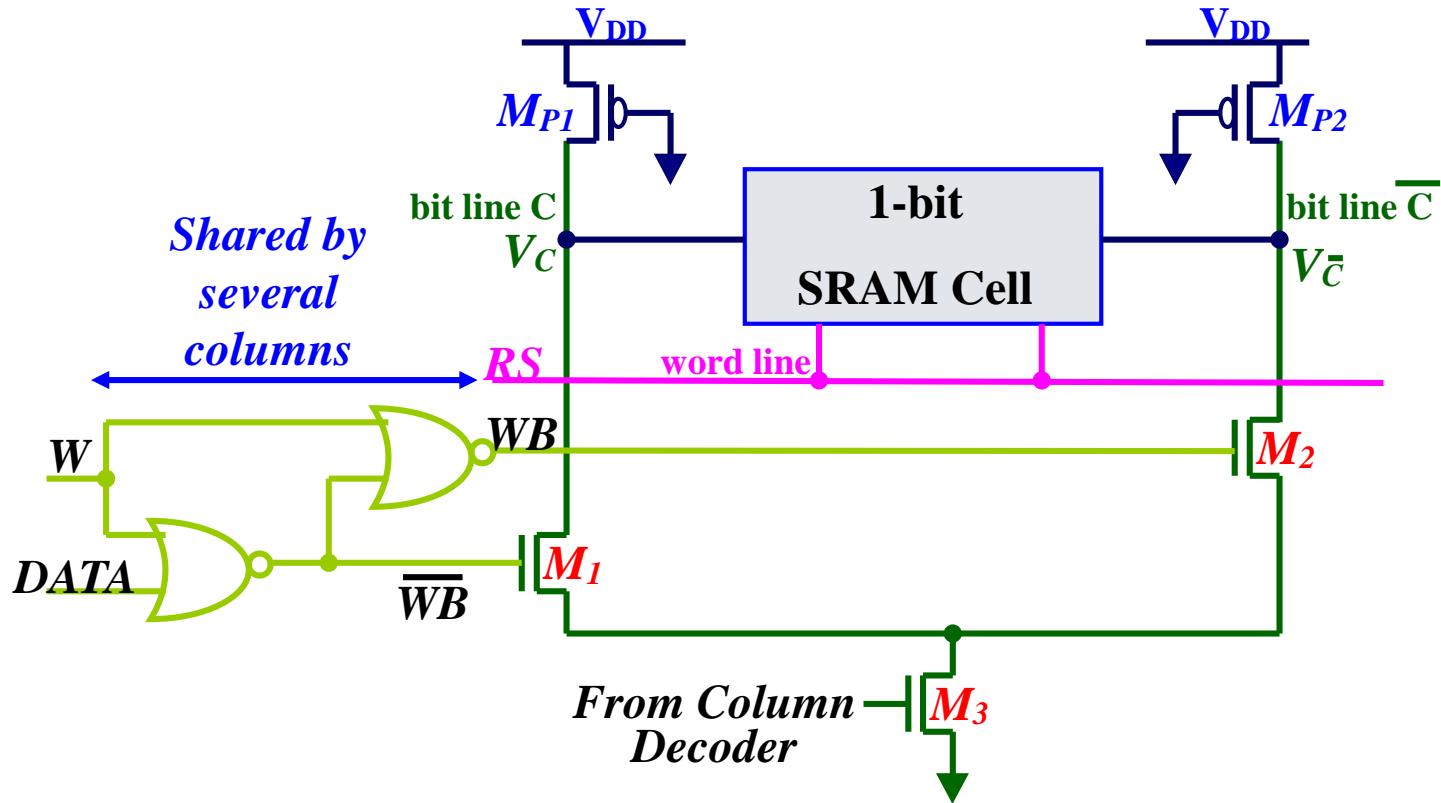 VDD
VDD
MP1
MP2
bit line C
1-bit
bit line C̅
Shared by
several
columns
VC
SRAM Cell
VC̅
RS
word line
W
WB
M2
DATA
W̅B̅
M1
From Column
Decoder
M3